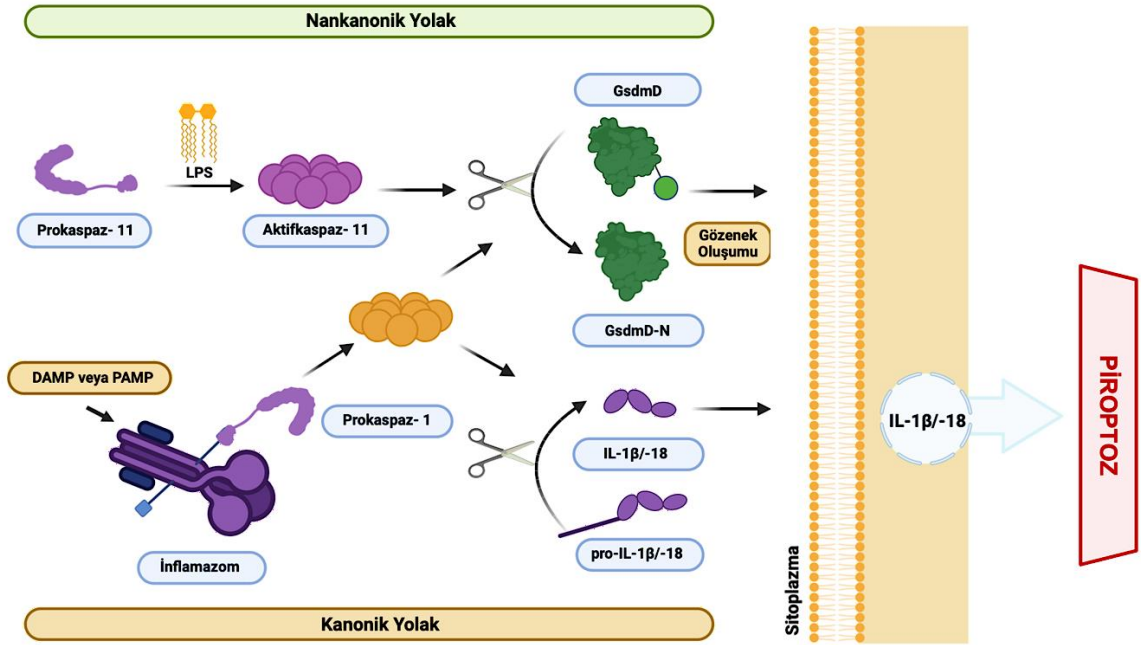 Nankanonik Yolak
GsdmD
LPS
Prokaspaz- 11
Aktifkaspaz- 11
Gözenek
Oluşumu
GsdmD-N
DAMP veya PAMP
Prokaspaz- 1
IL-1β/-18
İnflamazom
pro-IL-1β/-18
Kanonik Yolak
Sitoplazma
IL-1β/-18
PİROPTOZ